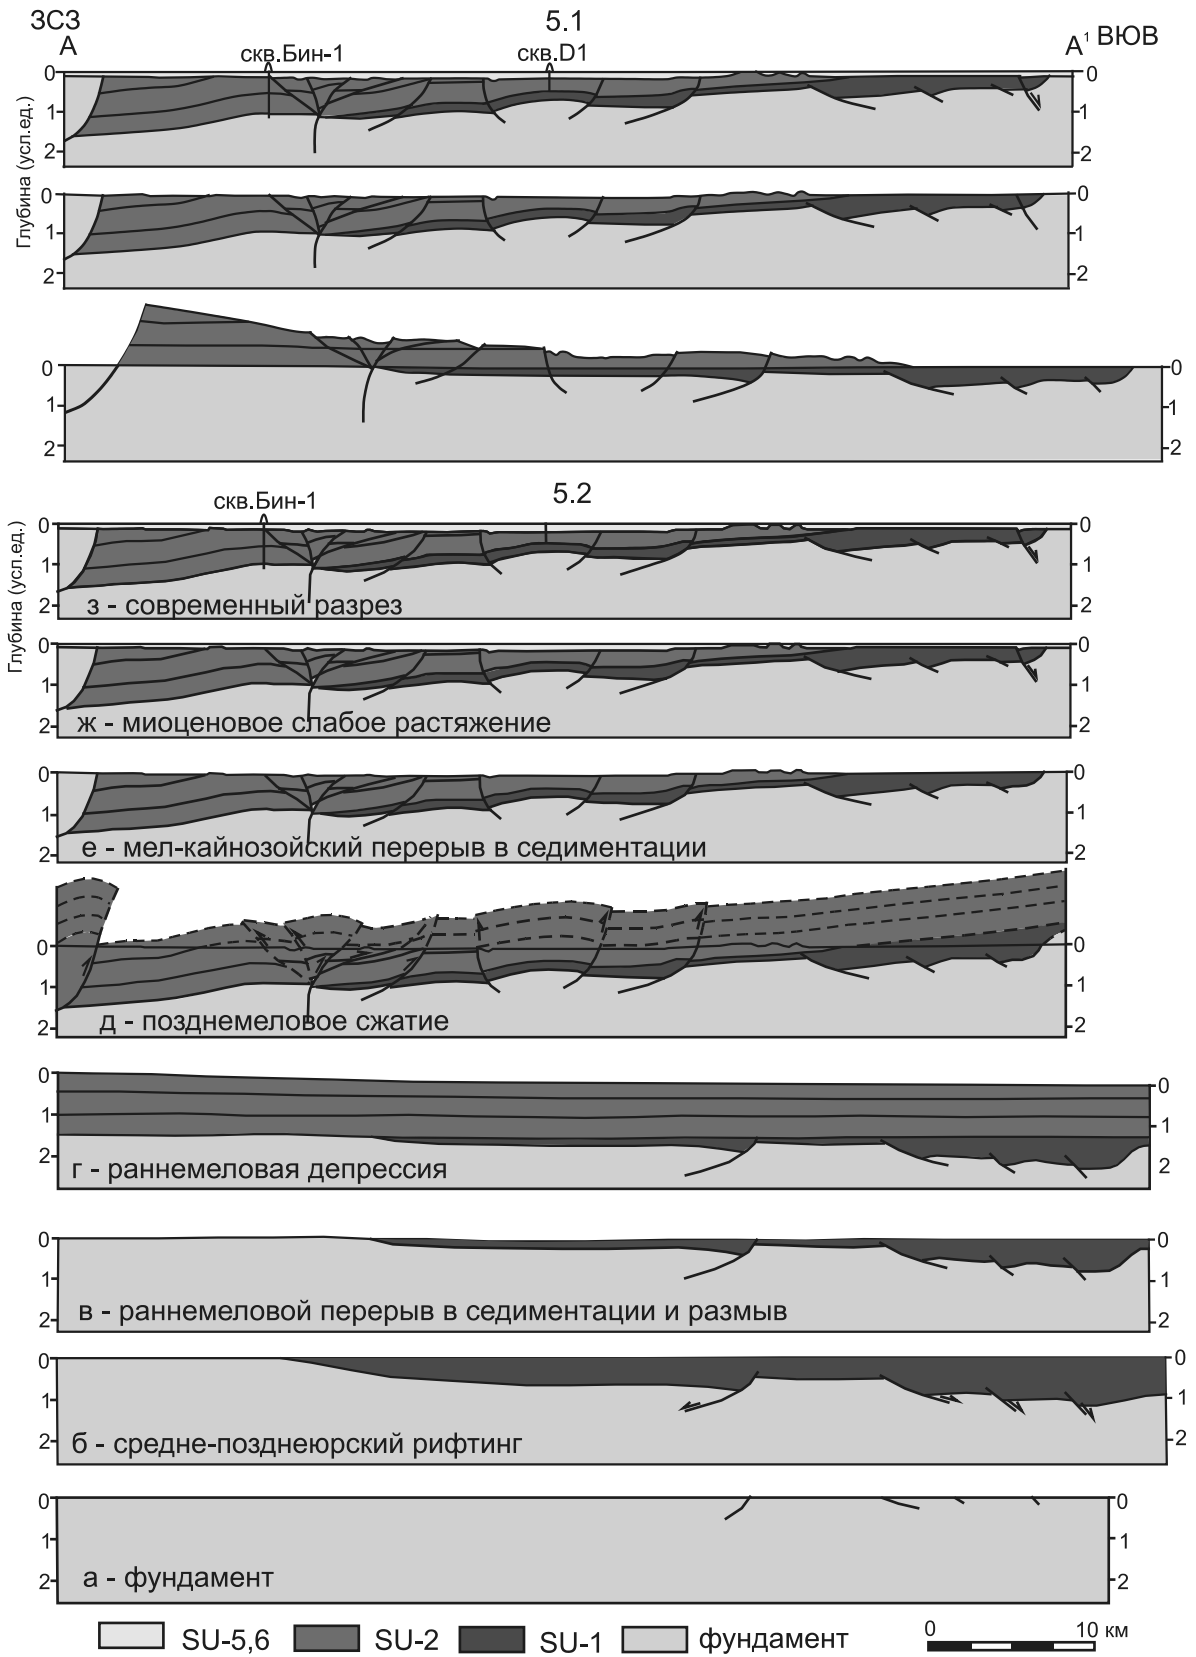 ЗСЗ 5.1 ВЮВ
А скв.Бин-1 скв.D1 А¹
Глубина (усл.ед.)
0 0
1 1
2 2
0 0
1 1
2 2
0 0
1 1
2 2
скв.Бин-1 5.2
Глубина (усл.ед.)
0 0
1 1
2 2
з - современный разрез
0 0
1 1
2 2
ж - миоценовое слабое растяжение
0 0
1 1
2 2
е - мел-кайнозойский перерыв в седиментации
0 0
1 1
2 2
д - позднемеловое сжатие
0 0
1 1
2 2
г - раннемеловая депрессия
0 0
1 1
2 2
в - раннемеловой перерыв в седиментации и размыв
0 0
1 1
2 2
б - средне-позднеюрский рифтинг
0 0
1 1
2 2
а - фундамент
SU-5,6 SU-2 SU-1 фундамент 0 10 км